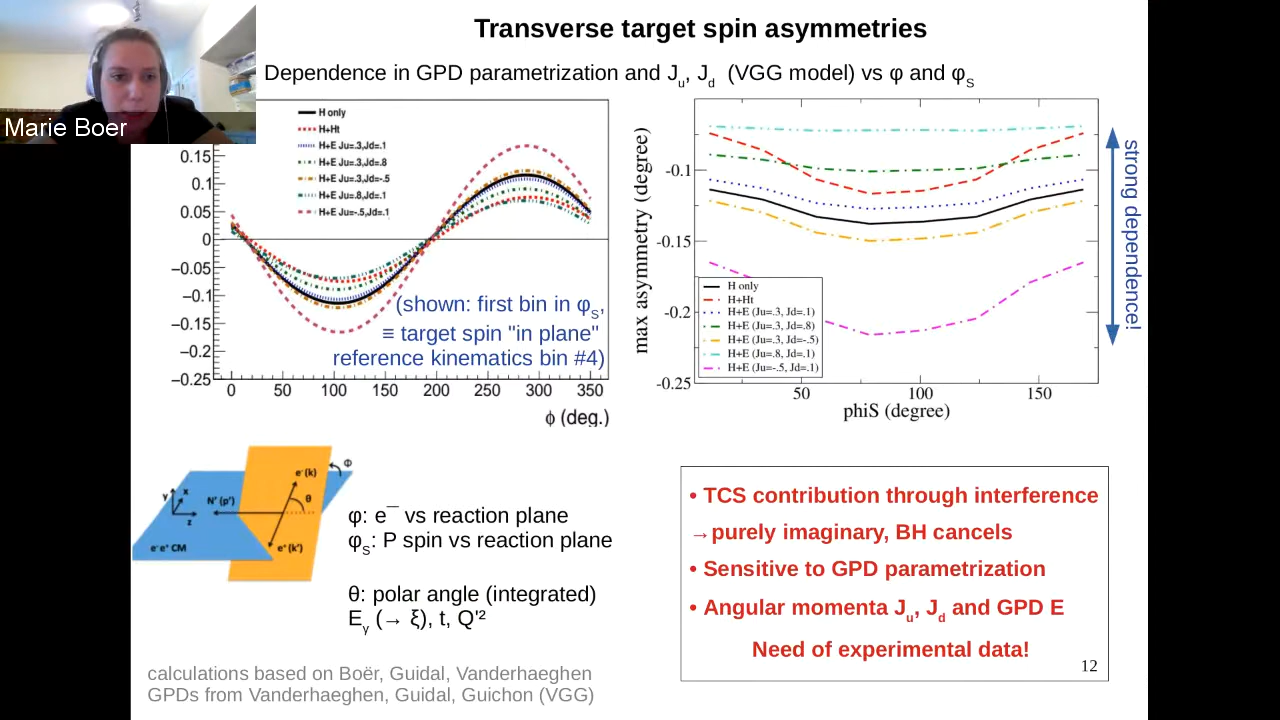 Transverse target spin asymmetries
Marie Boer
Dependence in GPD parametrization and Ju, Jd (VGG model) vs φ and φS
H only
H+Ht
H+E Ju=.3,Jd=.1
H+E Ju=.3,Jd=.8
H+E Ju=.3,Jd=-.5
H+E Ju=.8,Jd=.1
H+E Ju=-.5,Jd=.1
0.15
0.1
0.05
0
−0.05
−0.1
−0.15
−0.2
−0.25
0 50 100 150 200 250 300 350
ϕ (deg.)
(shown: first bin in φS,
≡ target spin "in plane"
reference kinematics bin #4)
max asymmetry (degree)
-0.1
-0.15
-0.2
-0.25
H only
H+Ht
H+E (Ju=.3, Jd=.1)
H+E (Ju=.3, Jd=.8)
H+E (Ju=.3, Jd=-.5)
H+E (Ju=.8, Jd=.1)
H+E (Ju=-.5, Jd=.1)
50 100 150
phiS (degree)
strong dependence!
Y X Z
N' (p')
e⁻(k)
Φ
θ
e⁺(k')
e⁻e⁺ CM
φ: e¯ vs reaction plane
φS: P spin vs reaction plane
θ: polar angle (integrated)
Eγ (→ ξ), t, Q'²
• TCS contribution through interference
→purely imaginary, BH cancels
• Sensitive to GPD parametrization
• Angular momenta Ju, Jd and GPD E
Need of experimental data!
12
calculations based on Boër, Guidal, Vanderhaeghen
GPDs from Vanderhaeghen, Guidal, Guichon (VGG)